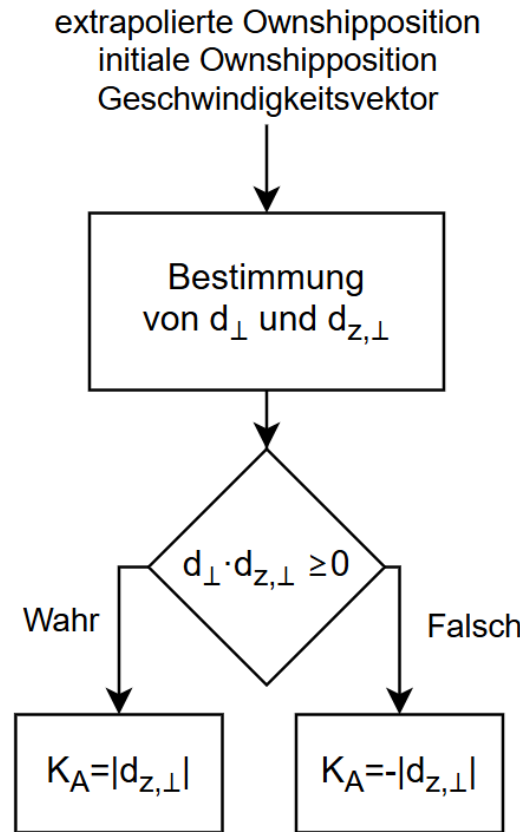 extrapolierte Ownshipposition
initiale Ownshipposition
Geschwindigkeitsvektor
Bestimmung
von d⊥ und dz,⊥
d⊥·dz,⊥ ≥0
Wahr
Falsch
KA=|dz,⊥|
KA=-|dz,⊥|